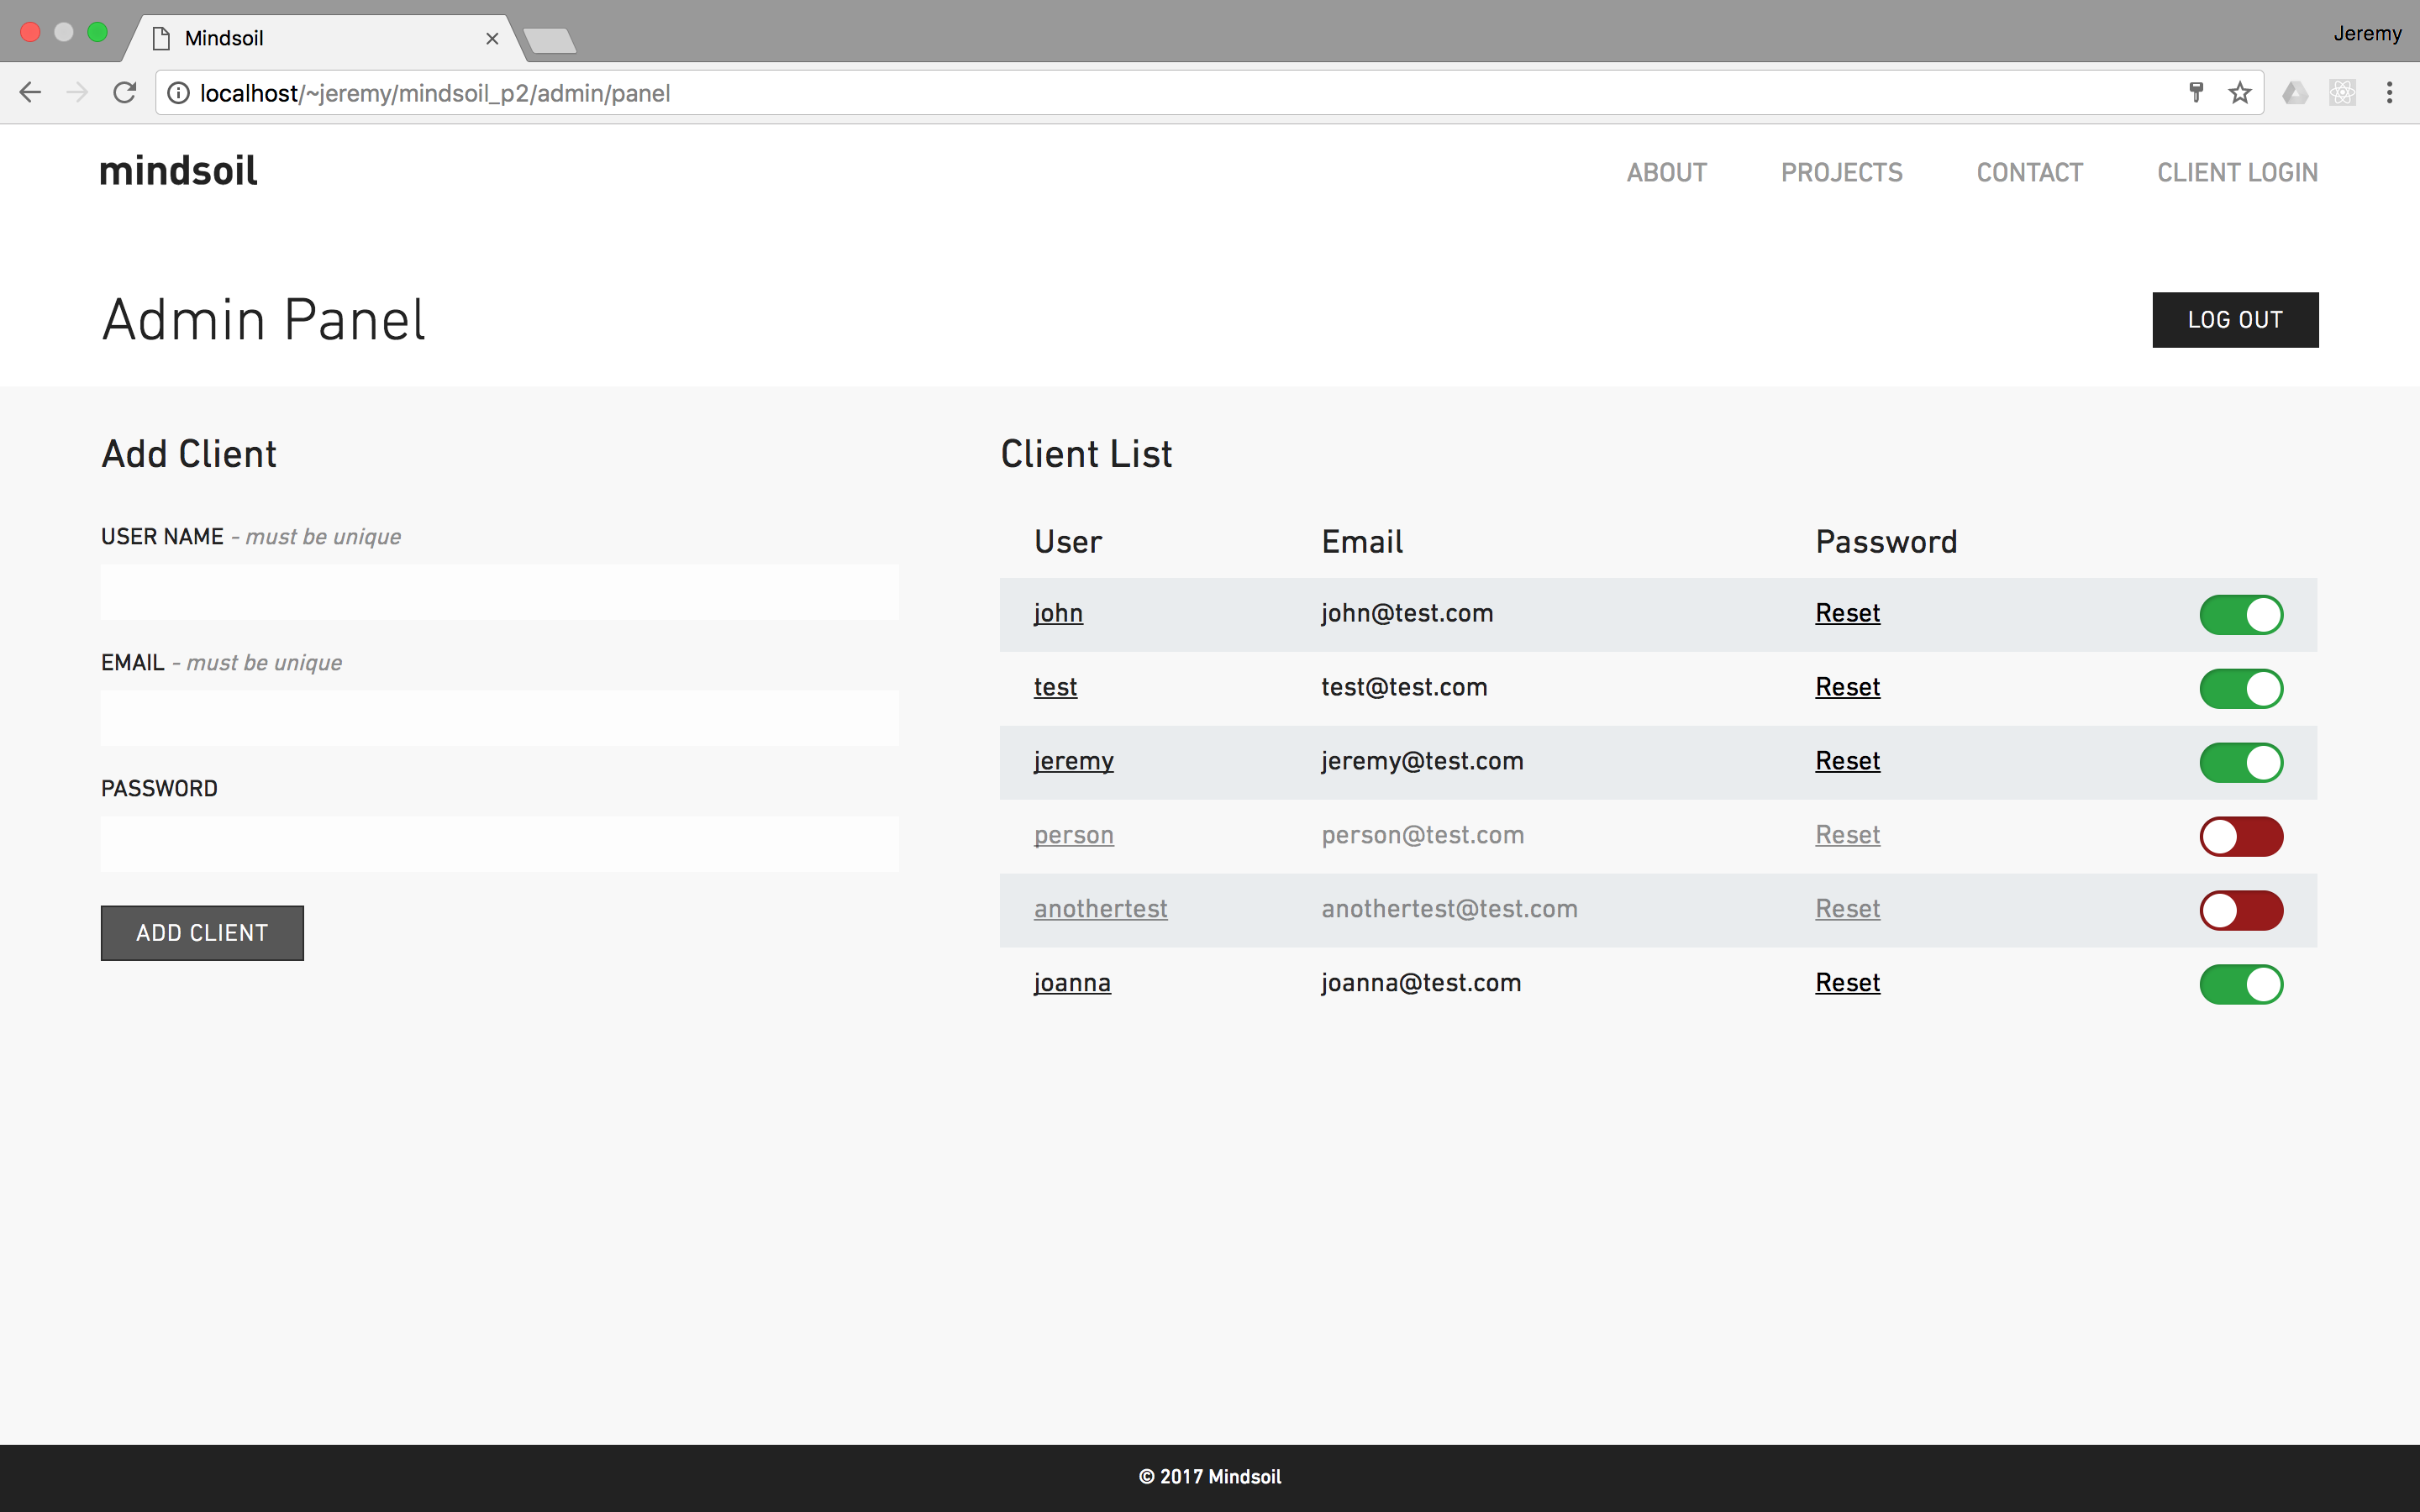 Mindsoil
Jeremy
localhost/~jeremy/mindsoil_p2/admin/panel
mindsoil ABOUT PROJECTS CONTACT CLIENT LOGIN
Admin Panel LOG OUT
Add Client
USER NAME - must be unique
EMAIL - must be unique
PASSWORD
ADD CLIENT
Client List
User Email Password
john john@test.com Reset
test test@test.com Reset
jeremy jeremy@test.com Reset
person person@test.com Reset
anothertest anothertest@test.com Reset
joanna joanna@test.com Reset
© 2017 Mindsoil